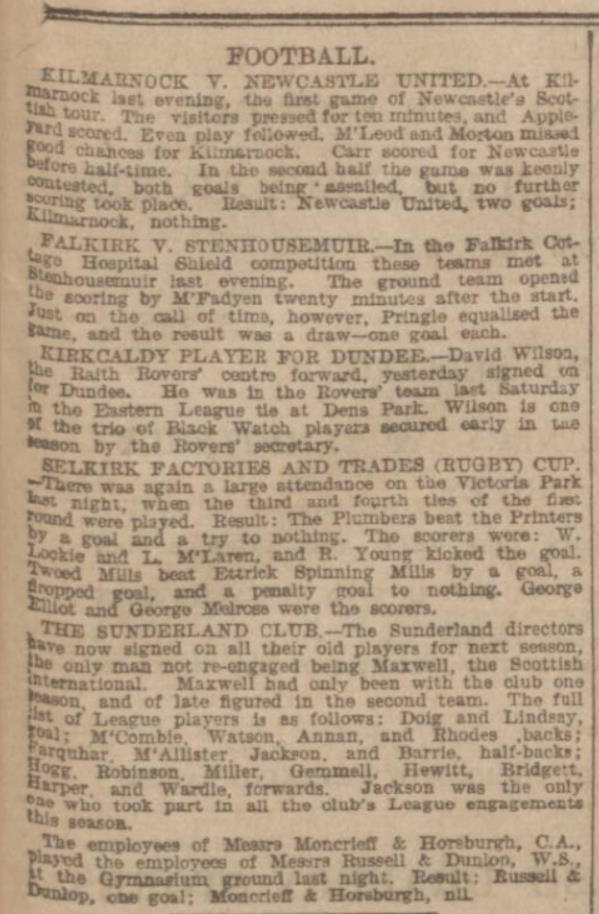 FOOTBALL.
KILMARNOCK V. NEWCASTLE UNITED.—At Kil-
marnock last evening, the first game of Newcastle's Scot-
tish tour. The visitors pressed for ten minutes, and Apple-
yard scored. Even play followed. M'Leod and Morton missed
good chances for Kilmarnock. Carr scored for Newcastle
before half-time. In the second half the game was keenly
contested, both goals being assailed, but no further
scoring took place. Result: Newcastle United, two goals;
Kilmarnock, nothing.
FALKIRK V. STENHOUSEMUIR.—In the Falkirk Cot-
tage Hospital Shield competition these teams met at
Stenhousemuir last evening. The ground team opened
the scoring by M'Fadyen twenty minutes after the start.
Just on the call of time, however, Pringle equalised the
game, and the result was a draw—one goal each.
KIRKCALDY PLAYER FOR DUNDEE.—David Wilson,
the Raith Rovers' centre forward, yesterday signed on
for Dundee. He was in the Rovers' team last Saturday
in the Eastern League tie at Dens Park. Wilson is one
of the trio of Black Watch players secured early in the
season by the Rovers' secretary.
SELKIRK FACTORIES AND TRADES (RUGBY) CUP.
—There was again a large attendance on the Victoria Park
last night, when the third and fourth ties of the first
round were played. Result: The Plumbers beat the Printers
by a goal and a try to nothing. The scorers were: W.
Lockie and L. M'Laren, and R. Young kicked the goal.
Tweed Mills beat Ettrick Spinning Mills by a goal, a
dropped goal, and a penalty goal to nothing. George
Elliot and George Melrose were the scorers.
THE SUNDERLAND CLUB.—The Sunderland directors
have now signed on all their old players for next season,
the only man not re-engaged being Maxwell, the Scottish
international. Maxwell had only been with the club one
season, and of late figured in the second team. The full
list of League players is as follows: Doig and Lindsay,
goal; M'Combie, Watson, Annan, and Rhodes ,backs;
Farquhar, M'Allister, Jackson, and Barrie, half-backs;
Hogg, Robinson, Miller, Gemmell, Hewitt, Bridgett,
Harper, and Wardle, forwards. Jackson was the only
one who took part in all the club's League engagements
this season.
The employees of Messrs Moncrieff & Horsburgh, C.A.,
played the employees of Messrs Russell & Dunlop, W.S.,
at the Gymnasium ground last night. Result: Russell &
Dunlop, one goal; Moncrieff & Horsburgh, nil.